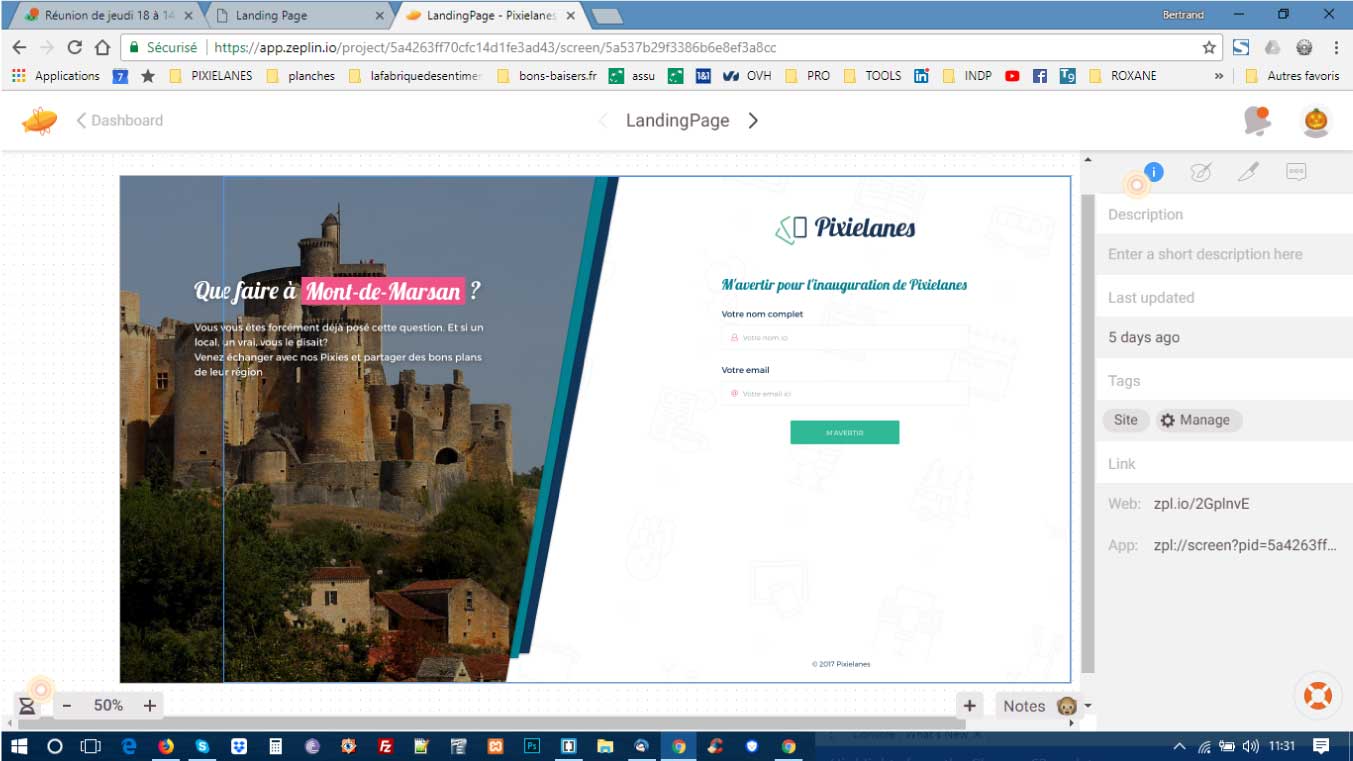 Réunion de jeudi 18 à 14
Landing Page
LandingPage - Pixielanes
Bertrand
Sécurisé
https://app.zeplin.io/project/5a4263ff70cfc14d1fe3ad43/screen/5a537b29f3386b6e8ef3a8cc
Applications
7
PIXIELANES
planches
lafabriquedesentimen
bons-baisers.fr
assu
1&1
OVH
PRO
TOOLS
in
INDP
T9
ROXANE
»
Autres favoris
Dashboard
LandingPage
Description
Enter a short description here
Last updated
5 days ago
Tags
Site
Manage
Link
Web: zpl.io/2GplnvE
App: zpl://screen?pid=5a4263ff...
Que faire à Mont-de-Marsan ?
Vous vous êtes forcément déjà posé cette question. Et si un
local, un vrai, vous le disait?
Venez échanger avec nos Pixies et partager des bons plans
de leur région
Pixielanes
M'avertir pour l'inauguration de Pixielanes
Votre nom complet
Votre nom ici
Votre email
@ Votre email ici
M'AVERTIR
© 2017 Pixielanes
- 50% +
+ Notes
Console What's New ×
11:31